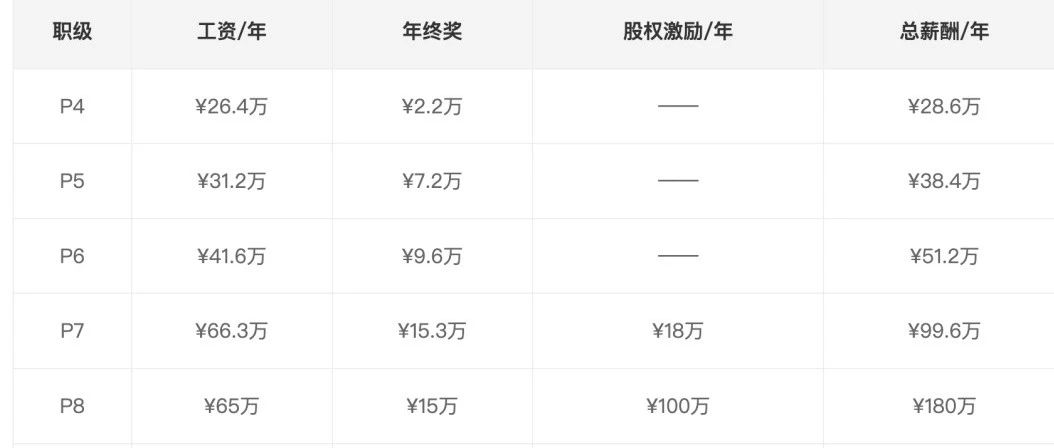 职级 工资/年 年终奖 股权激励/年 总薪酬/年
P4 ¥26.4万 ¥2.2万 —— ¥28.6万
P5 ¥31.2万 ¥7.2万 —— ¥38.4万
P6 ¥41.6万 ¥9.6万 —— ¥51.2万
P7 ¥66.3万 ¥15.3万 ¥18万 ¥99.6万
P8 ¥65万 ¥15万 ¥100万 ¥180万